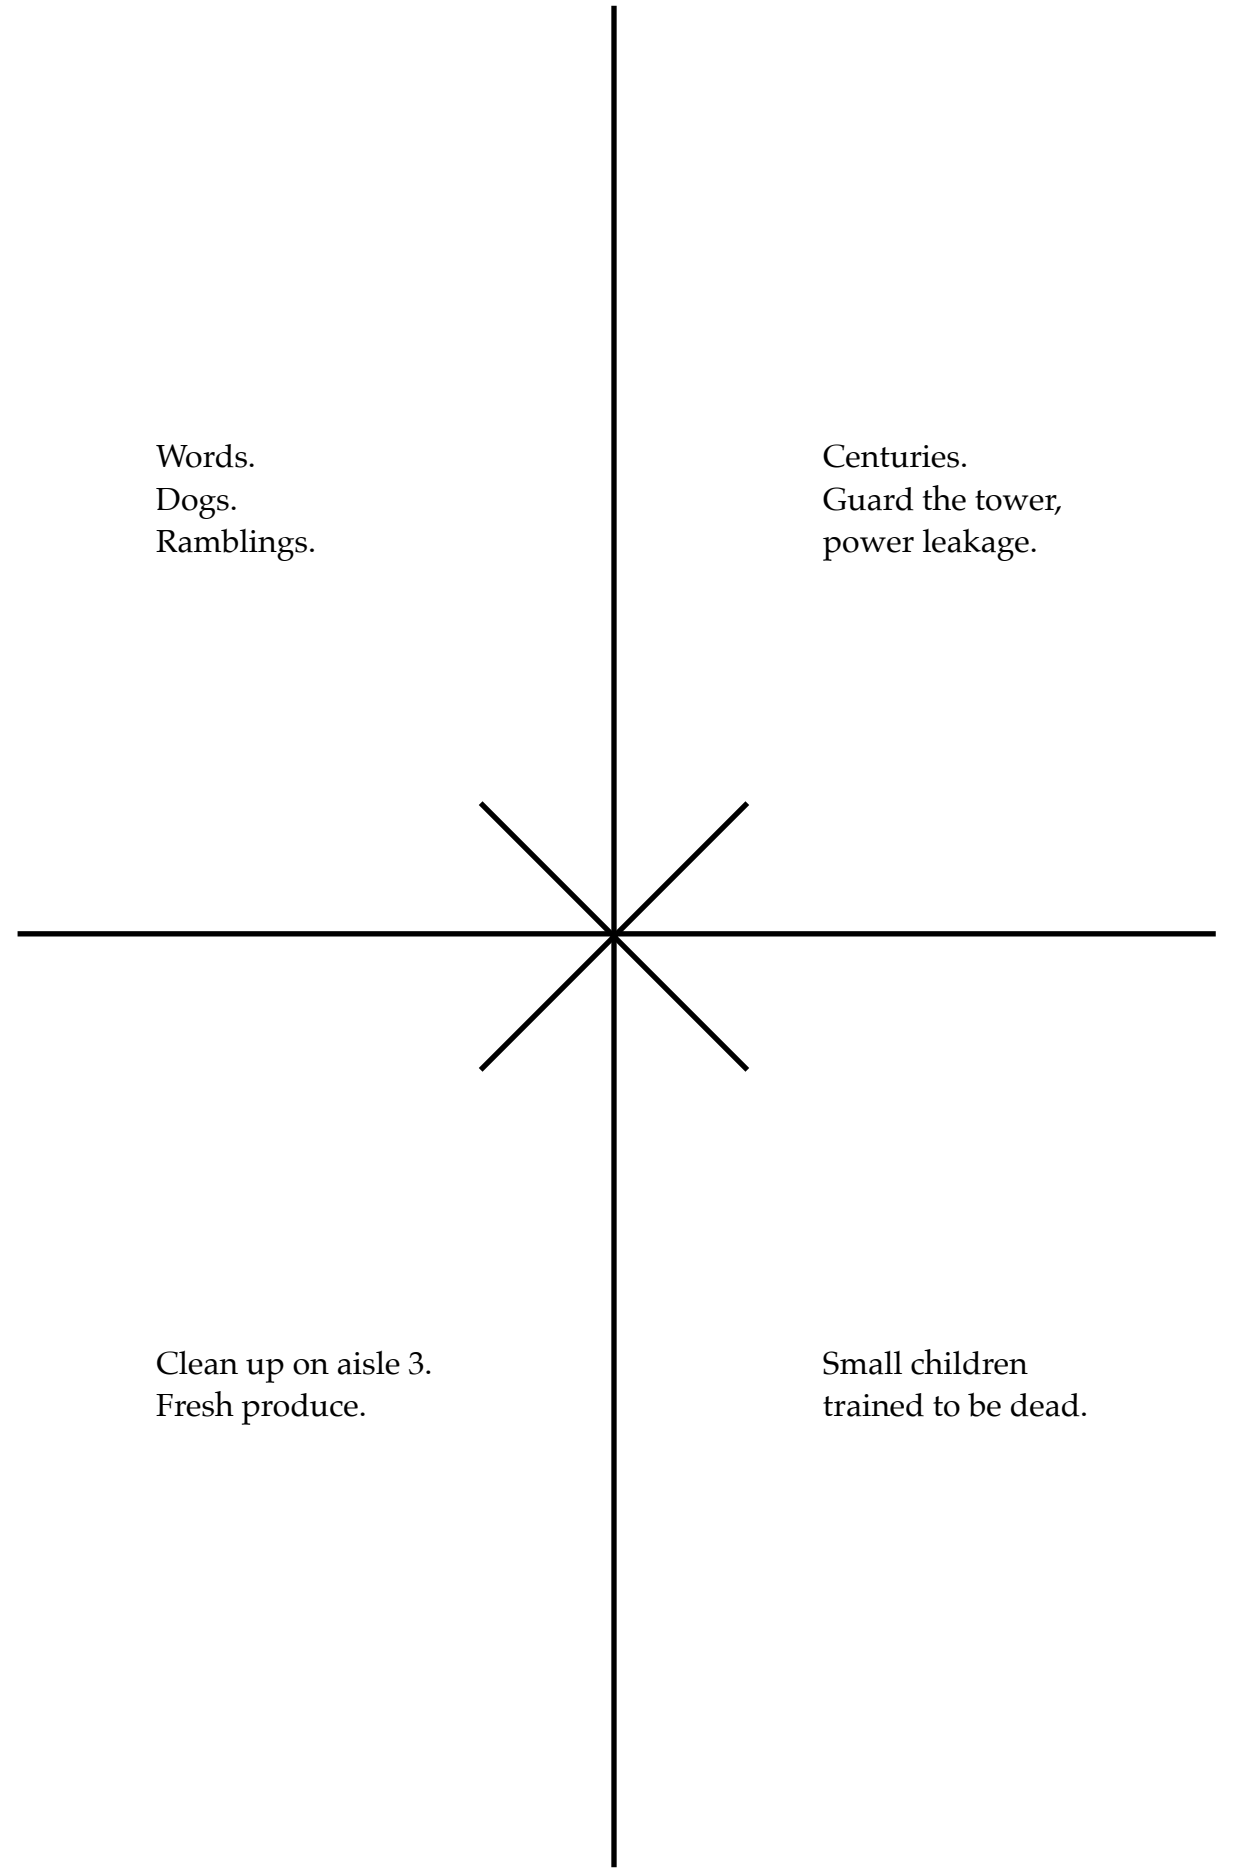 Words.
Dogs.
Ramblings.
Centuries.
Guard the tower,
power leakage.
Clean up on aisle 3.
Fresh produce.
Small children
trained to be dead.